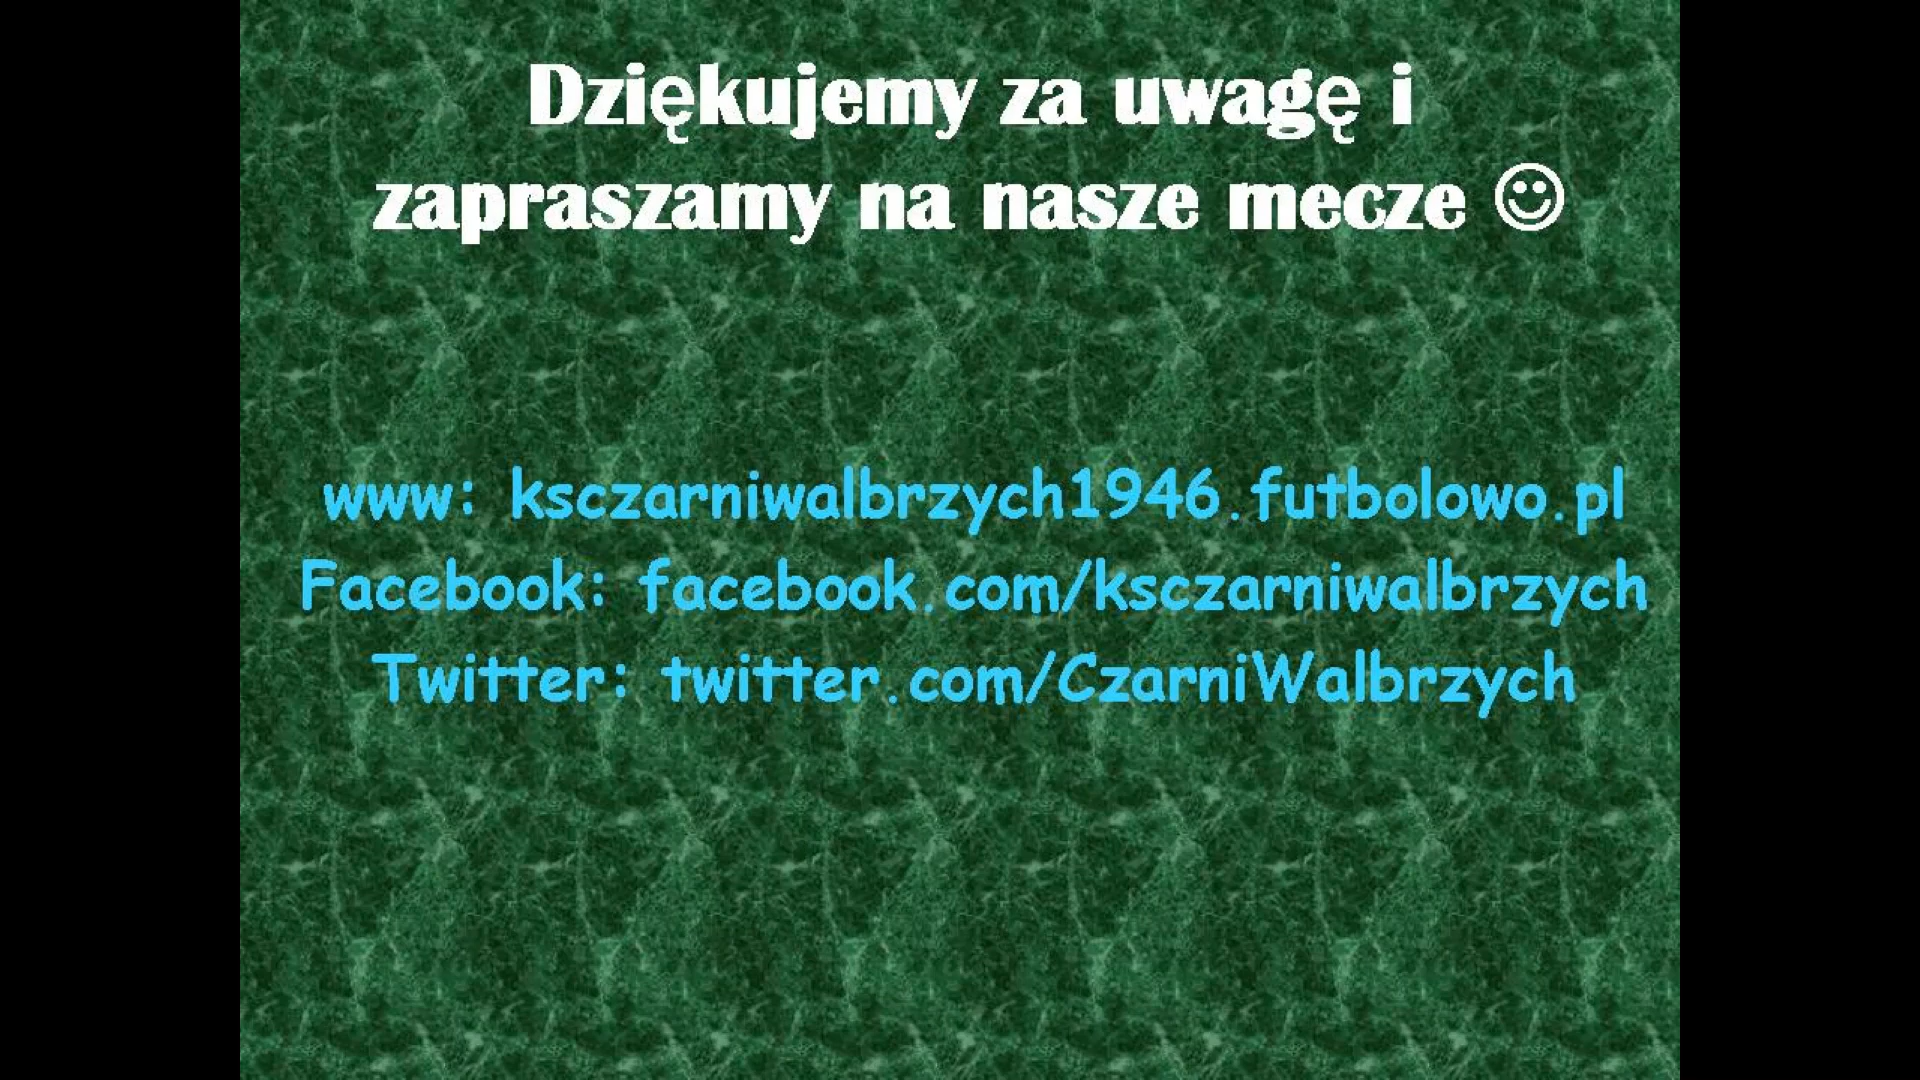 Dziękujemy za uwagę i
zapraszamy na nasze mecze ☺
www: ksczarniwalbrzych1946.futbolowo.pl
Facebook: facebook.com/ksczarniwalbrzych
Twitter: twitter.com/CzarniWalbrzych